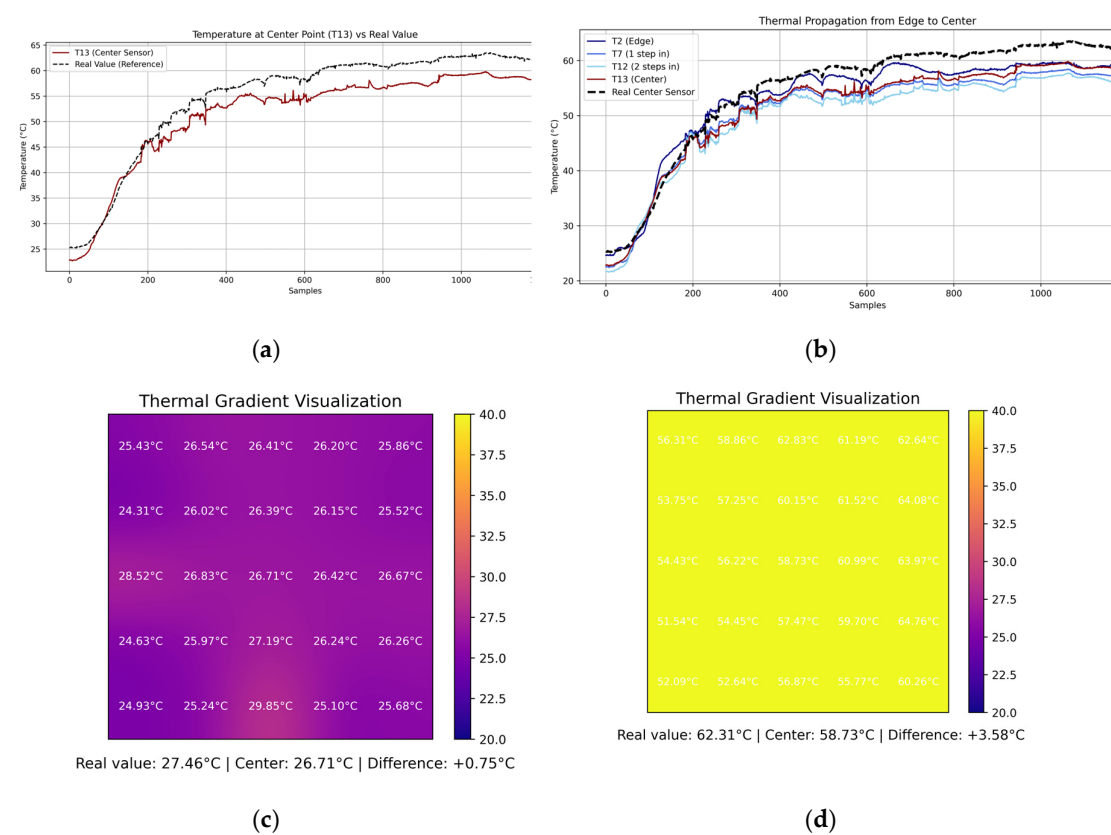 Temperature at Center Point (T13) vs Real Value
T13 (Center Sensor)
Real Value (Reference)
Temperature (°C)
65
60
55
50
45
40
35
30
25
0
200
400
600
800
1000
Samples
(a)
Thermal Propagation from Edge to Center
T2 (Edge)
T7 (1 step in)
T12 (2 steps in)
T13 (Center)
Real Center Sensor
Temperature (°C)
60
50
40
30
20
0
200
400
600
800
1000
Samples
(b)
Thermal Gradient Visualization
25.43°C 26.54°C 26.41°C 26.20°C 25.86°C
24.31°C 26.02°C 26.39°C 26.15°C 25.52°C
28.52°C 26.83°C 26.71°C 26.42°C 26.67°C
24.63°C 25.97°C 27.19°C 26.24°C 26.26°C
24.93°C 25.24°C 29.85°C 25.10°C 25.68°C
40.0
37.5
35.0
32.5
30.0
27.5
25.0
22.5
20.0
Real value: 27.46°C | Center: 26.71°C | Difference: +0.75°C
(c)
Thermal Gradient Visualization
56.31°C 58.86°C 62.83°C 61.19°C 62.64°C
53.75°C 57.25°C 60.15°C 61.52°C 64.08°C
54.43°C 56.22°C 58.73°C 60.99°C 63.97°C
51.54°C 54.45°C 57.47°C 59.70°C 64.76°C
52.09°C 52.64°C 56.87°C 55.77°C 60.26°C
40.0
37.5
35.0
32.5
30.0
27.5
25.0
22.5
20.0
Real value: 62.31°C | Center: 58.73°C | Difference: +3.58°C
(d)